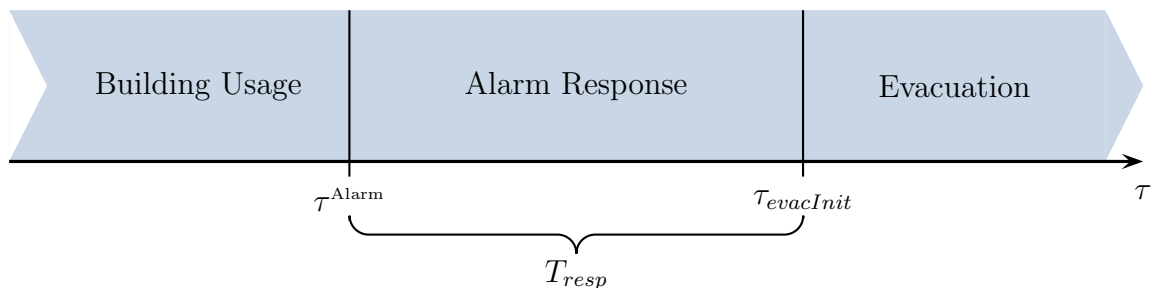 Building Usage Alarm Response Evacuation
τ^Alarm τ_evacInit τ
T_resp